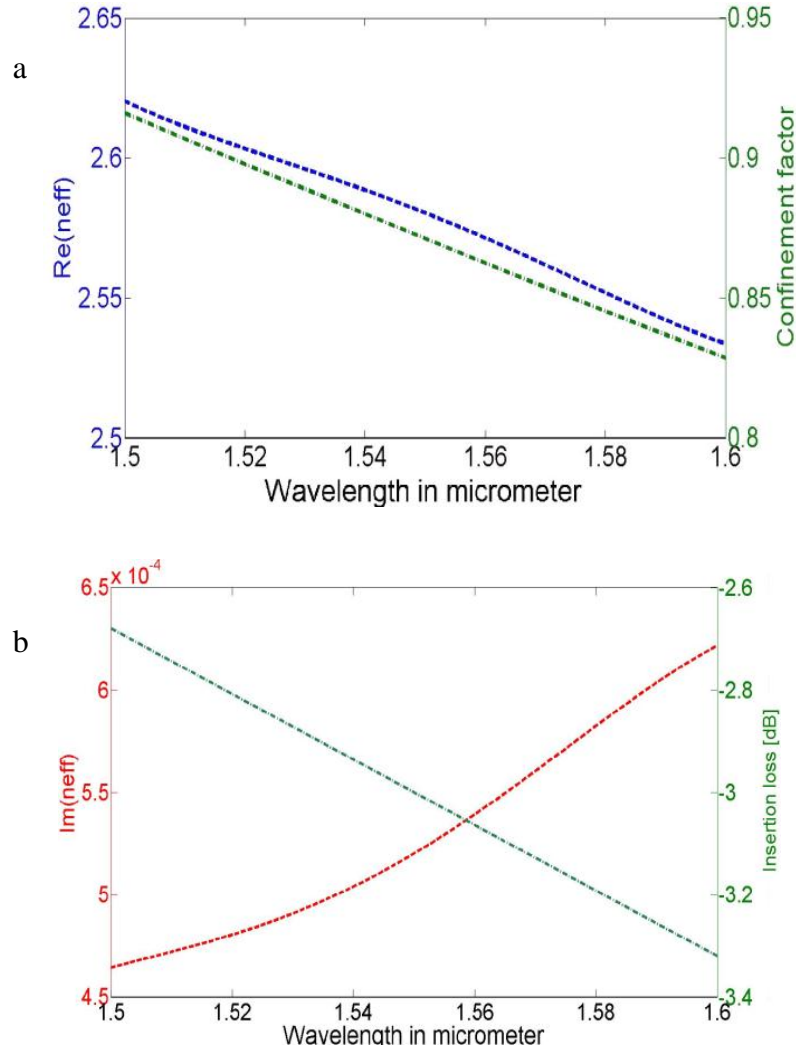 a
2.65
2.6
2.55
2.5
Re(neff)
0.95
0.9
0.85
0.8
Confinement factor
1.5 1.52 1.54 1.56 1.58 1.6
Wavelength in micrometer
b
× 10⁻⁴
6.5
6
5.5
5
4.5
Im(neff)
-2.6
-2.8
-3
-3.2
-3.4
Insertion loss [dB]
1.5 1.52 1.54 1.56 1.58 1.6
Wavelength in micrometer